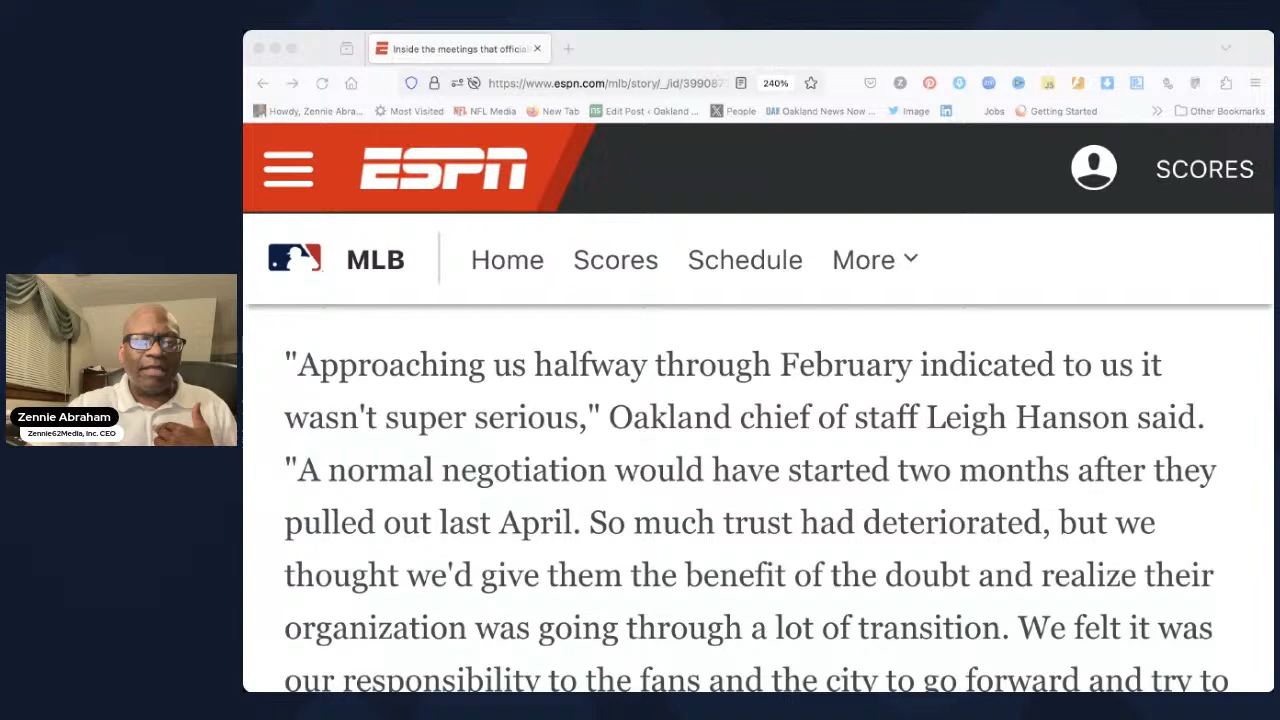 Inside the meetings that officia
https://www.espn.com/mlb/story/_/id/39908
240%
Howdy, Zennie Abra...
Most Visited
NFL Media
New Tab
Edit Post ‹ Oakland ...
People
Oakland News Now ...
Image
Jobs
Getting Started
Other Bookmarks
ESPN
SCORES
MLB
Home
Scores
Schedule
More
"Approaching us halfway through February indicated to us it
wasn't super serious," Oakland chief of staff Leigh Hanson said.
"A normal negotiation would have started two months after they
pulled out last April. So much trust had deteriorated, but we
thought we'd give them the benefit of the doubt and realize their
organization was going through a lot of transition. We felt it was
our responsibility to the fans and the city to go forward and try to
Zennie Abraham
Zennie62Media, Inc. CEO